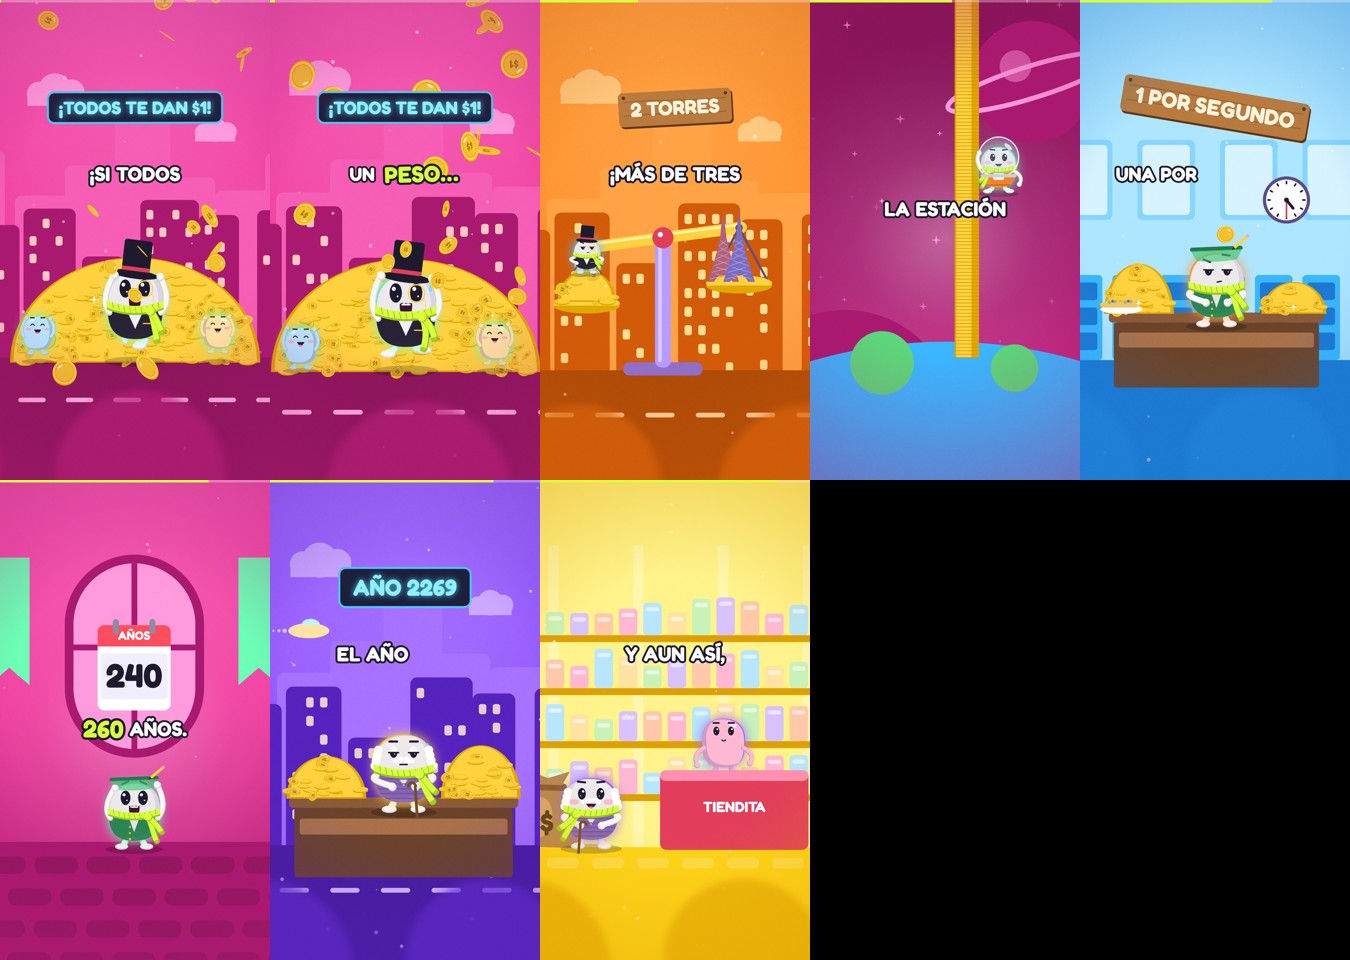 ¡TODOS TE DAN $1!
¡SI TODOS
¡TODOS TE DAN $1!
UN PESO...
2 TORRES
¡MÁS DE TRES
LA ESTACIÓN
1 POR SEGUNDO
UNA POR
AÑOS
240
260 AÑOS.
AÑO 2269
EL AÑO
Y AUN ASÍ,
$
TIENDITA